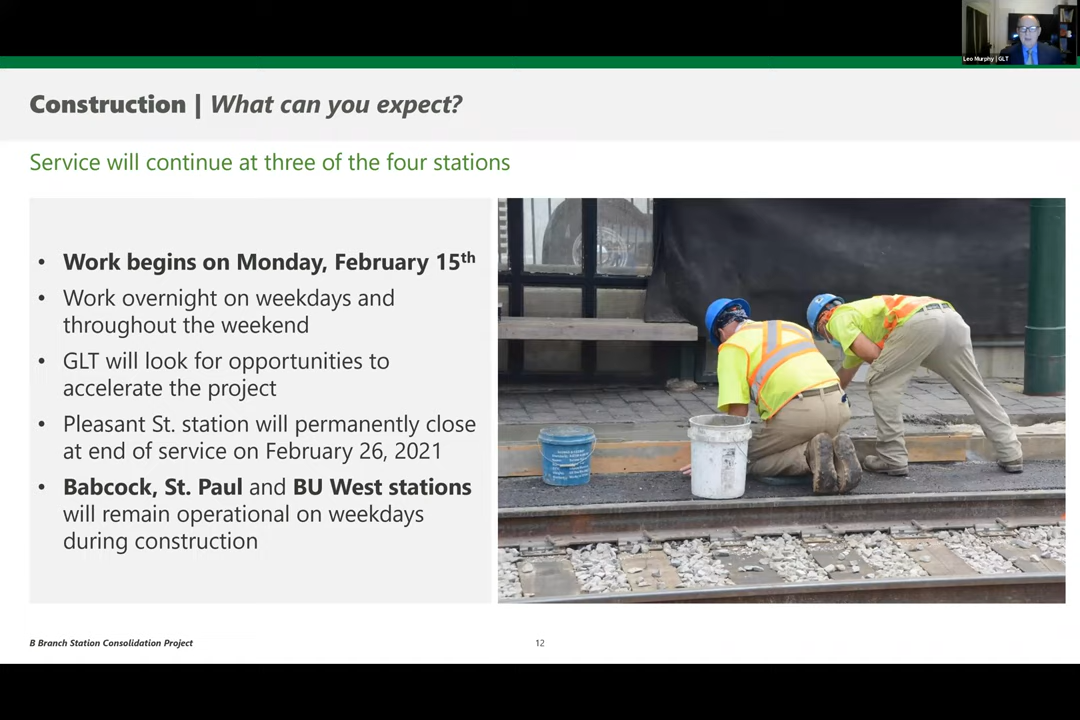 Leo Murphy | GLT
Construction | What can you expect?
Service will continue at three of the four stations
• Work begins on Monday, February 15th
• Work overnight on weekdays and
throughout the weekend
• GLT will look for opportunities to
accelerate the project
• Pleasant St. station will permanently close
at end of service on February 26, 2021
• Babcock, St. Paul and BU West stations
will remain operational on weekdays
during construction
B Branch Station Consolidation Project
12